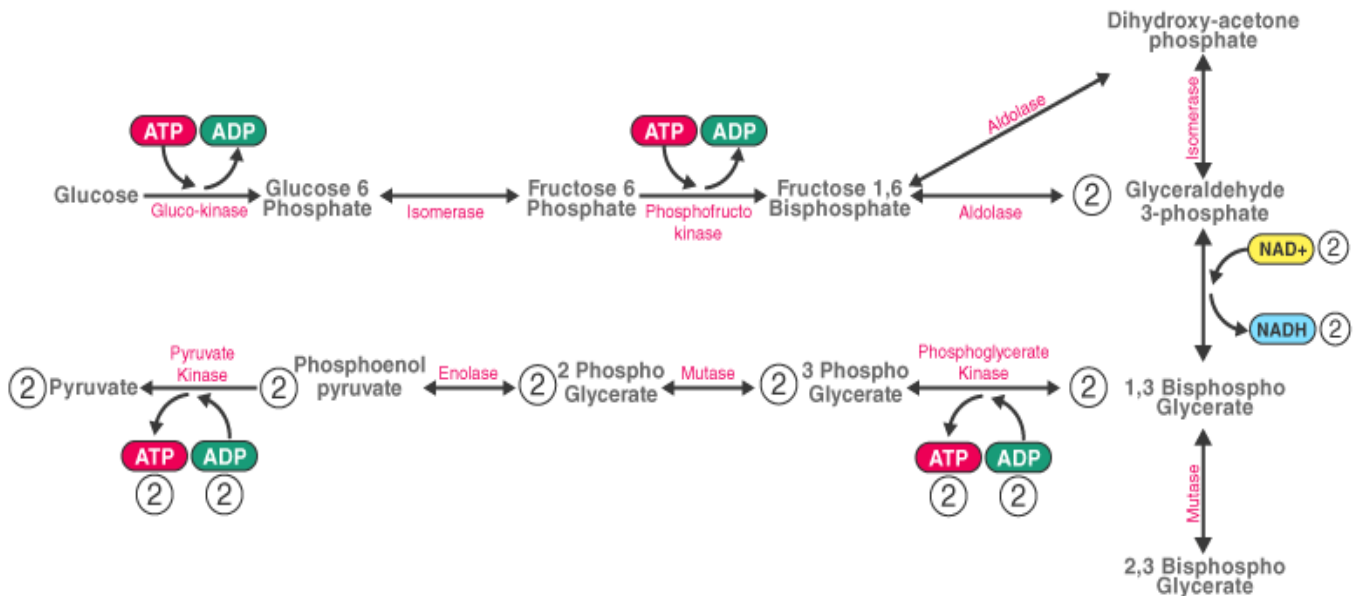 Dihydroxy-acetone
phosphate
Aldolase
Isomerase
ATP ADP
ATP ADP
Glucose
Gluco-kinase
Glucose 6
Phosphate
Isomerase
Fructose 6
Phosphate
Phosphofructo
kinase
Fructose 1,6
Bisphosphate
Aldolase
2
Glyceraldehyde
3-phosphate
NAD+ 2
NADH 2
2
Pyruvate
Pyruvate
Kinase
2
Phosphoenol
pyruvate
Enolase
2
2 Phospho
Glycerate
Mutase
2
3 Phospho
Glycerate
Phosphoglycerate
Kinase
2
1,3 Bisphospho
Glycerate
ATP ADP
2 2
ATP ADP
2 2
Mutase
2,3 Bisphospho
Glycerate